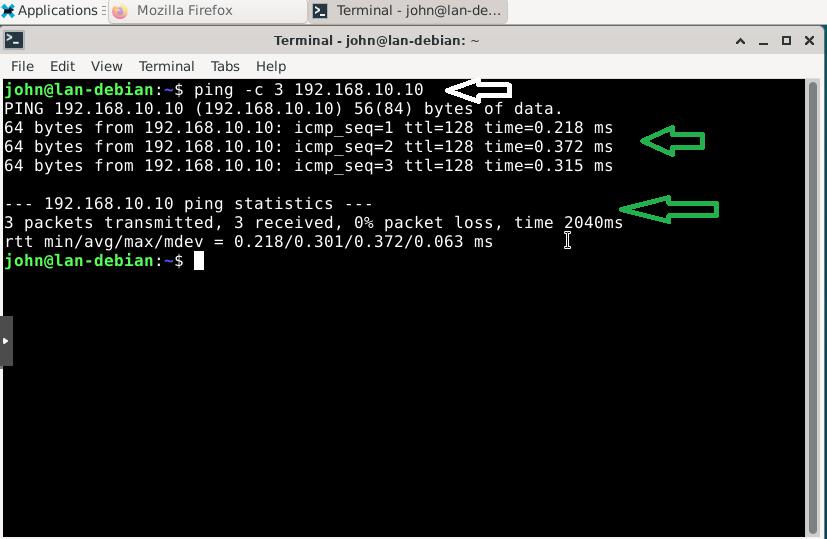 Applications
Mozilla Firefox
Terminal - john@lan-de...
Terminal - john@lan-debian: ~
File Edit View Terminal Tabs Help
john@lan-debian:~$ ping -c 3 192.168.10.10
PING 192.168.10.10 (192.168.10.10) 56(84) bytes of data.
64 bytes from 192.168.10.10: icmp_seq=1 ttl=128 time=0.218 ms
64 bytes from 192.168.10.10: icmp_seq=2 ttl=128 time=0.372 ms
64 bytes from 192.168.10.10: icmp_seq=3 ttl=128 time=0.315 ms
--- 192.168.10.10 ping statistics ---
3 packets transmitted, 3 received, 0% packet loss, time 2040ms
rtt min/avg/max/mdev = 0.218/0.301/0.372/0.063 ms
john@lan-debian:~$